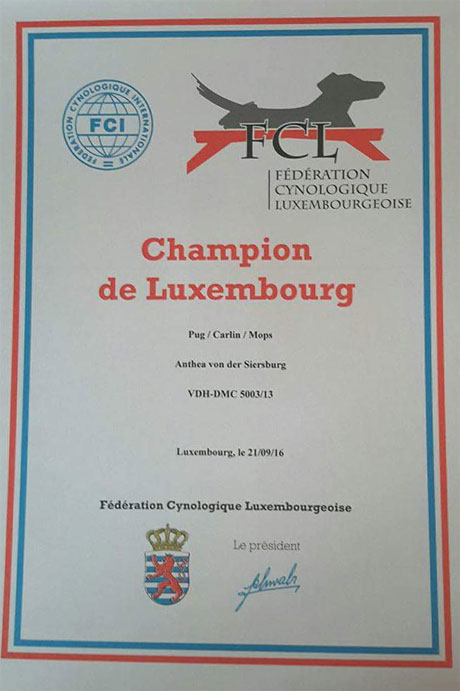 FÉDÉRATION CYNOLOGIQUE INTERNATIONALE
FCI
FCL
FÉDÉRATION
CYNOLOGIQUE
LUXEMBOURGEOISE
Champion
de Luxembourg
Pug / Carlin / Mops
Anthea von der Siersburg
VDH-DMC 5003/13
Luxembourg, le 21/09/16
Fédération Cynologique Luxembourgeoise
Le président